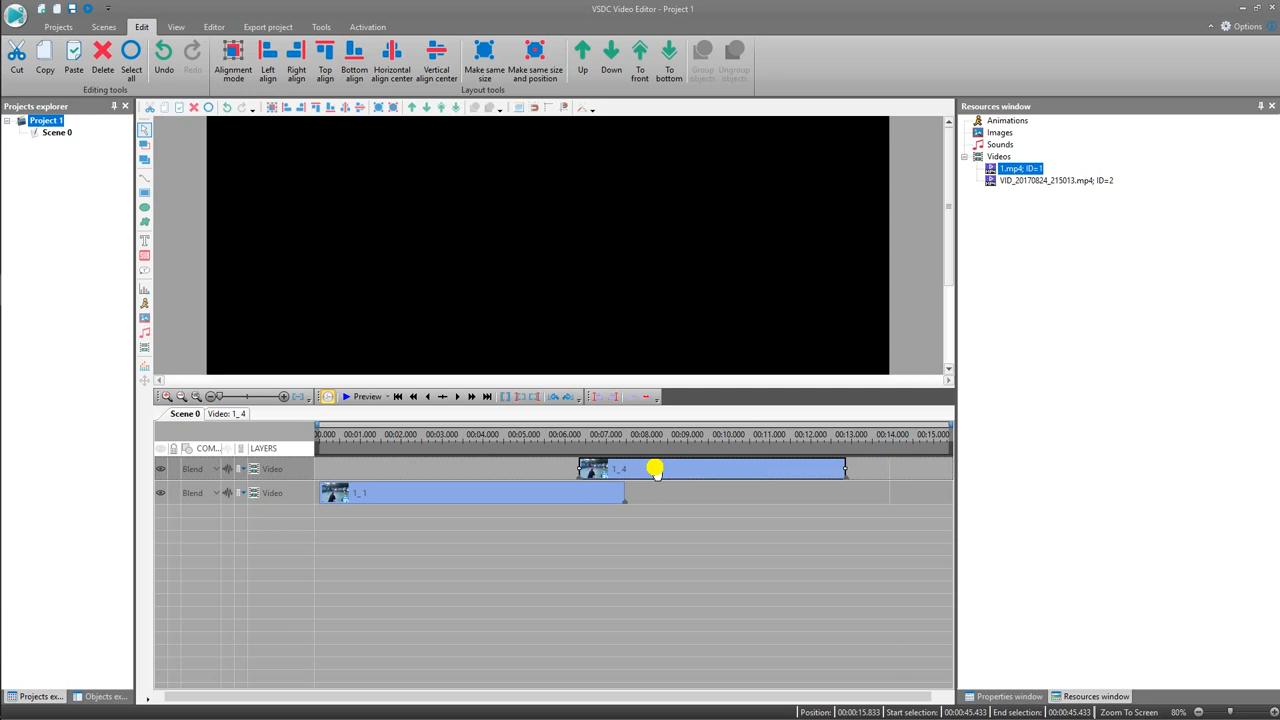 VSDC Video Editor - Project 1
Projects Scenes Edit View Editor Export project Tools Activation
Options
Cut Copy Paste Delete Select all Undo Redo
Alignment mode Left align Right align Top align Bottom align Horizontal align center Vertical align center Make same size Make same size and position Up Down To front To bottom Group objects Ungroup objects
Editing tools Layout tools
Projects explorer
Resources window
Project 1
Scene 0
Animations
Images
Sounds
Videos
1.mp4; ID=1
VID_20170824_215013.mp4; ID=2
T
Preview
Scene 0 Video: 1_ 4
00.000 00:01.000 00:02.000 00:03.000 00:04.000 00:05.000 00:06.000 00:07.000 00:08.000 00:09.000 00:10.000 00:11.000 00:12.000 00:13.000 00:14.000 00:15.000
COM... LAYERS
Blend Video 1_ 4
Blend Video 1_ 1
Projects ex... Objects ex...
Properties window Resources window
Position: 00:00:15.833 Start selection: 00:00:45.433 End selection: 00:00:45.433 Zoom To Screen 80%